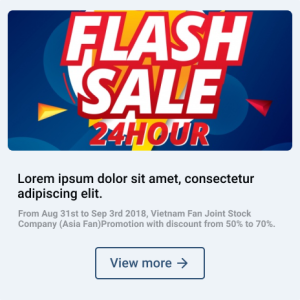 FLASH
SALE
24HOUR
Lorem ipsum dolor sit amet, consectetur
adipiscing elit.
From Aug 31st to Sep 3rd 2018, Vietnam Fan Joint Stock
Company (Asia Fan)Promotion with discount from 50% to 70%.
View more →